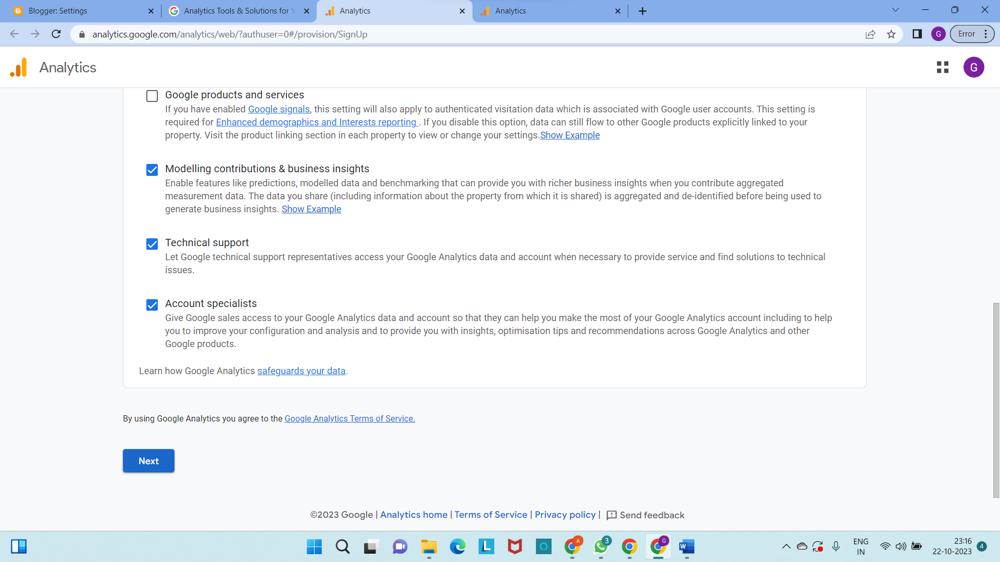 Blogger: Settings
Analytics Tools & Solutions for Y
Analytics
Analytics
analytics.google.com/analytics/web/?authuser=0#/provision/SignUp
G
Error
Analytics
G
Google products and services
If you have enabled Google signals, this setting will also apply to authenticated visitation data which is associated with Google user accounts. This setting is
required for Enhanced demographics and Interests reporting . If you disable this option, data can still flow to other Google products explicitly linked to your
property. Visit the product linking section in each property to view or change your settings.Show Example
Modelling contributions & business insights
Enable features like predictions, modelled data and benchmarking that can provide you with richer business insights when you contribute aggregated
measurement data. The data you share (including information about the property from which it is shared) is aggregated and de-identified before being used to
generate business insights. Show Example
Technical support
Let Google technical support representatives access your Google Analytics data and account when necessary to provide service and find solutions to technical
issues.
Account specialists
Give Google sales access to your Google Analytics data and account so that they can help you make the most of your Google Analytics account including to help
you to improve your configuration and analysis and to provide you with insights, optimisation tips and recommendations across Google Analytics and other
Google products.
Learn how Google Analytics safeguards your data.
By using Google Analytics you agree to the Google Analytics Terms of Service.
Next
©2023 Google | Analytics home | Terms of Service | Privacy policy | Send feedback
L
A
3
G
W
ENG
IN
23:16
22-10-2023
4